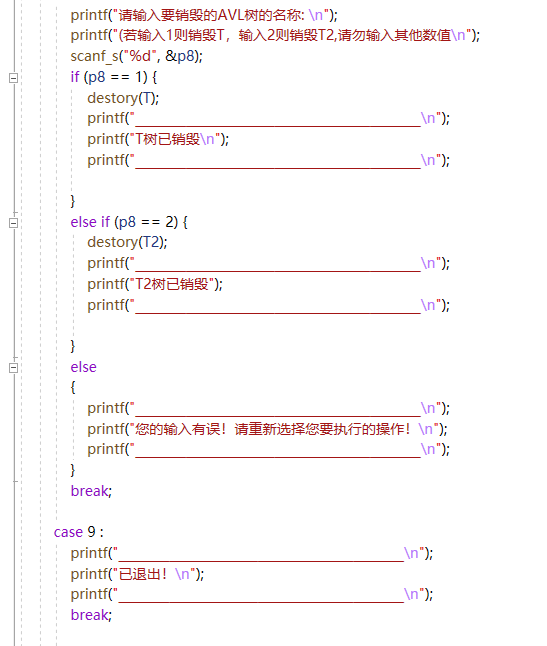 printf("请输入要销毁的AVL树的名称: \n");
printf("(若输入1则销毁T，输入2则销毁T2,请勿输入其他数值\n");
scanf_s("%d", &p8);
if (p8 == 1) {
destory(T);
printf("________________________________________\n");
printf("T树已销毁\n");
printf("________________________________________\n");
}
else if (p8 == 2) {
destory(T2);
printf("________________________________________\n");
printf("T2树已销毁");
printf("________________________________________\n");
}
else
{
printf("________________________________________\n");
printf("您的输入有误！请重新选择您要执行的操作！\n");
printf("________________________________________\n");
}
break;
case 9 :
printf("________________________________________\n");
printf("已退出！\n");
printf("________________________________________\n");
break;